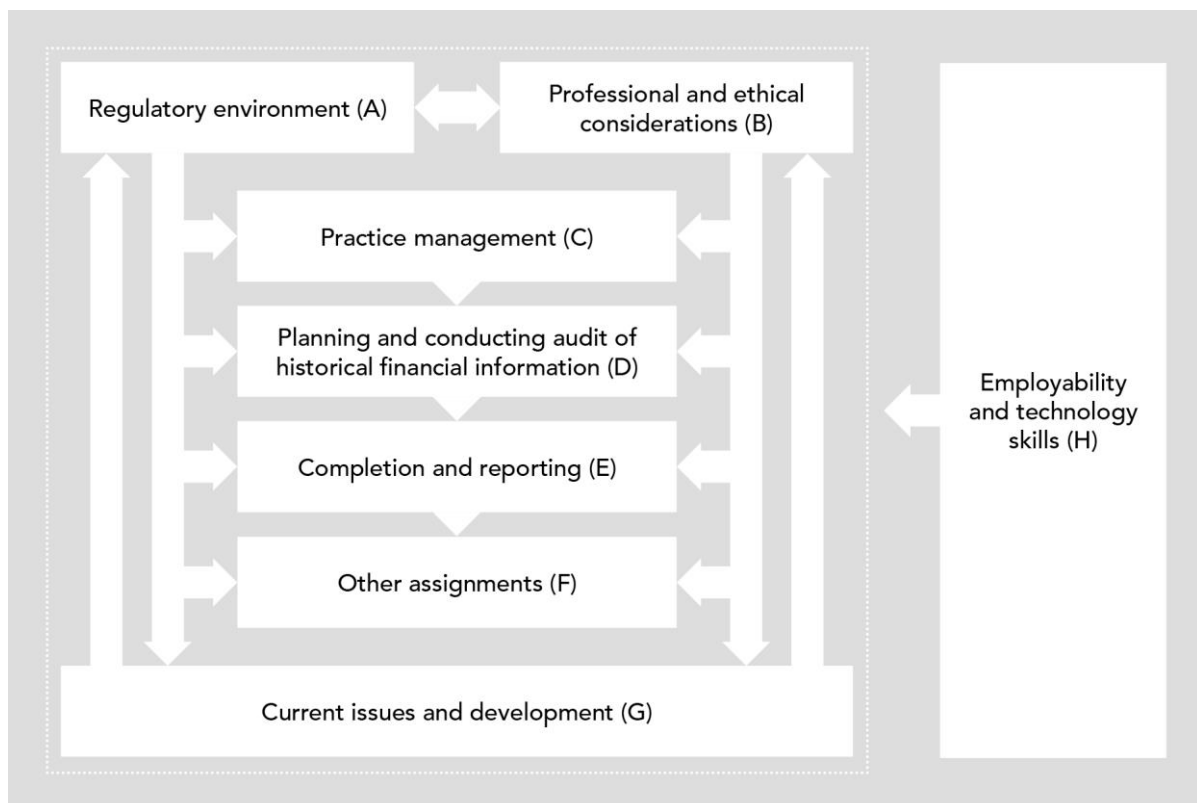 Regulatory environment (A)
Professional and ethical
considerations (B)
Practice management (C)
Planning and conducting audit of
historical financial information (D)
Completion and reporting (E)
Other assignments (F)
Current issues and development (G)
Employability
and technology
skills (H)